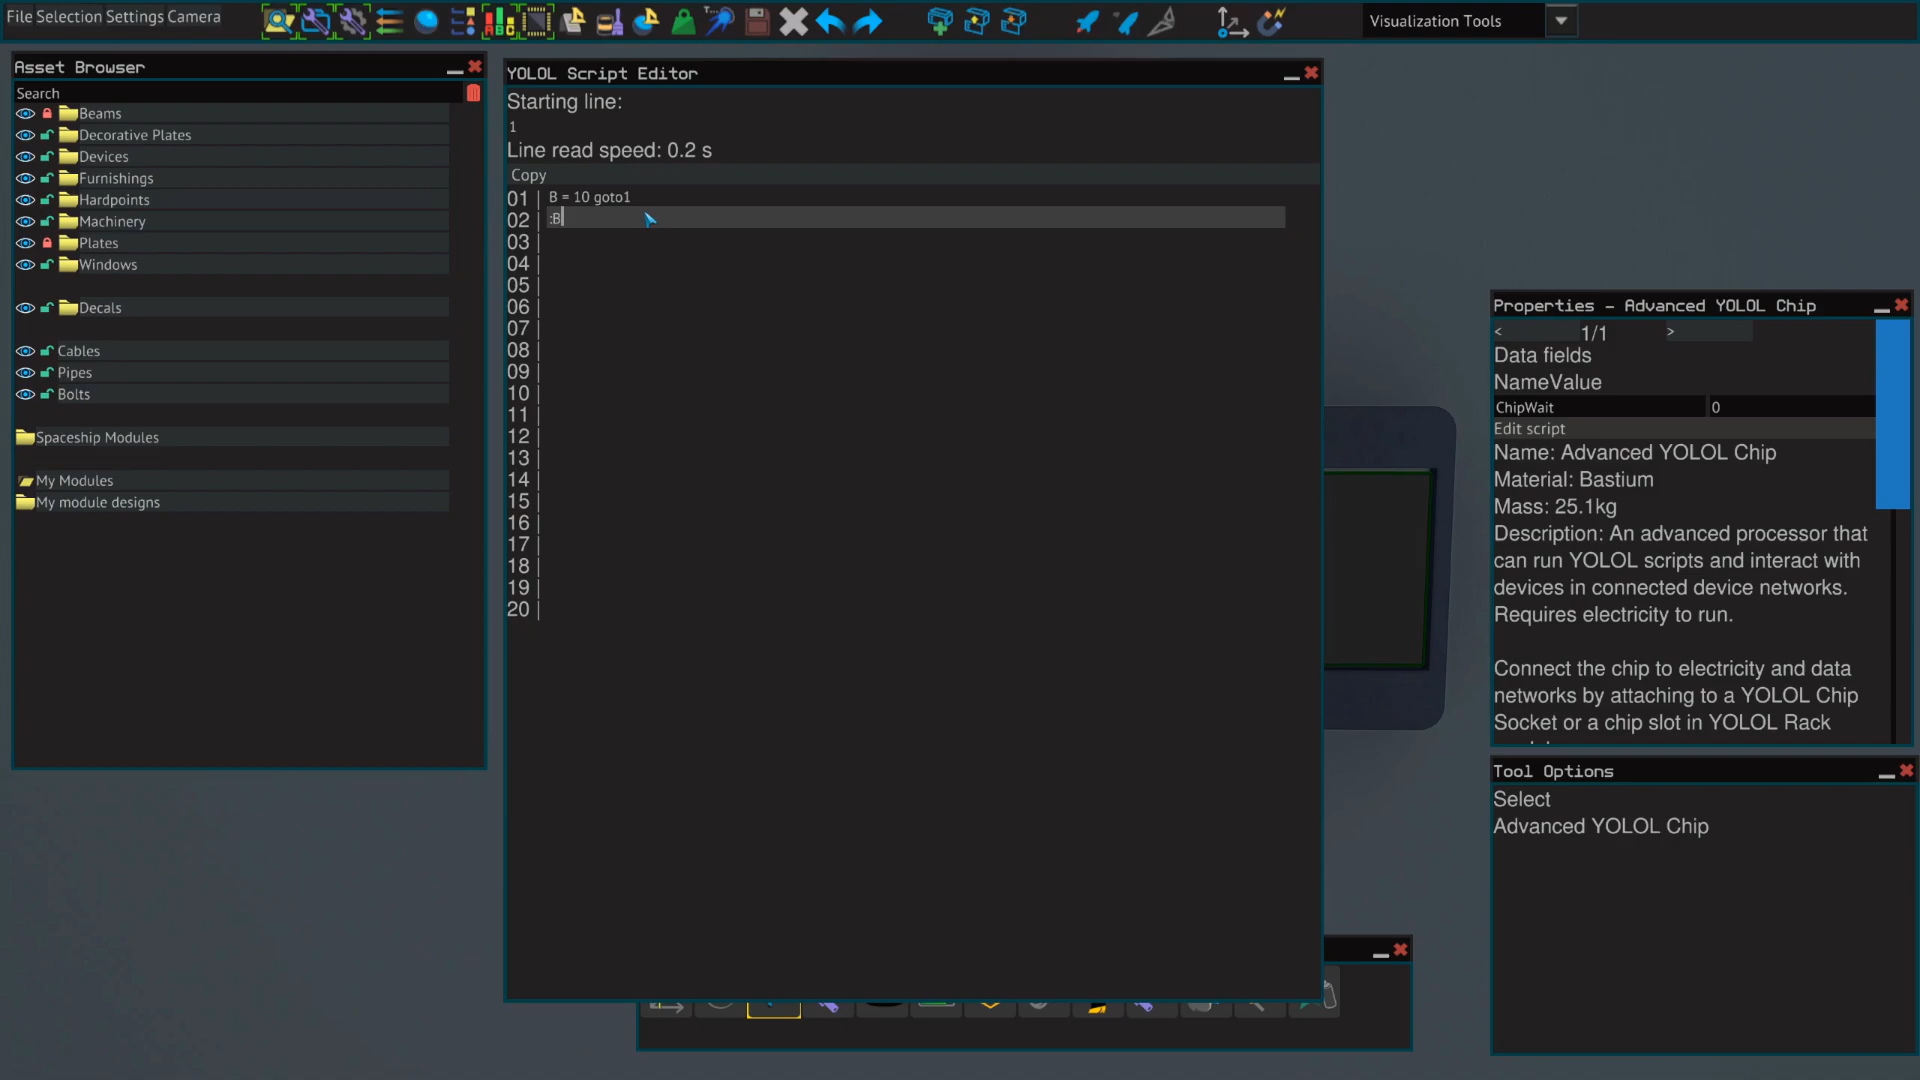 File Selection Settings Camera
Visualization Tools
Asset Browser
Search
Beams
Decorative Plates
Devices
Furnishings
Hardpoints
Machinery
Plates
Windows
Decals
Cables
Pipes
Bolts
Spaceship Modules
My Modules
My module designs
YOLOL Script Editor
Starting line:
1
Line read speed: 0.2 s
Copy
01 | B = 10 goto1
02 | :B
03 |
04 |
05 |
06 |
07 |
08 |
09 |
10 |
11 |
12 |
13 |
14 |
15 |
16 |
17 |
18 |
19 |
20 |
Properties - Advanced YOLOL Chip
< 1/1 >
Data fields
NameValue
ChipWait 0
Edit script
Name: Advanced YOLOL Chip
Material: Bastium
Mass: 25.1kg
Description: An advanced processor that
can run YOLOL scripts and interact with
devices in connected device networks.
Requires electricity to run.
Connect the chip to electricity and data
networks by attaching to a YOLOL Chip
Socket or a chip slot in YOLOL Rack
Tool Options
Select
Advanced YOLOL Chip